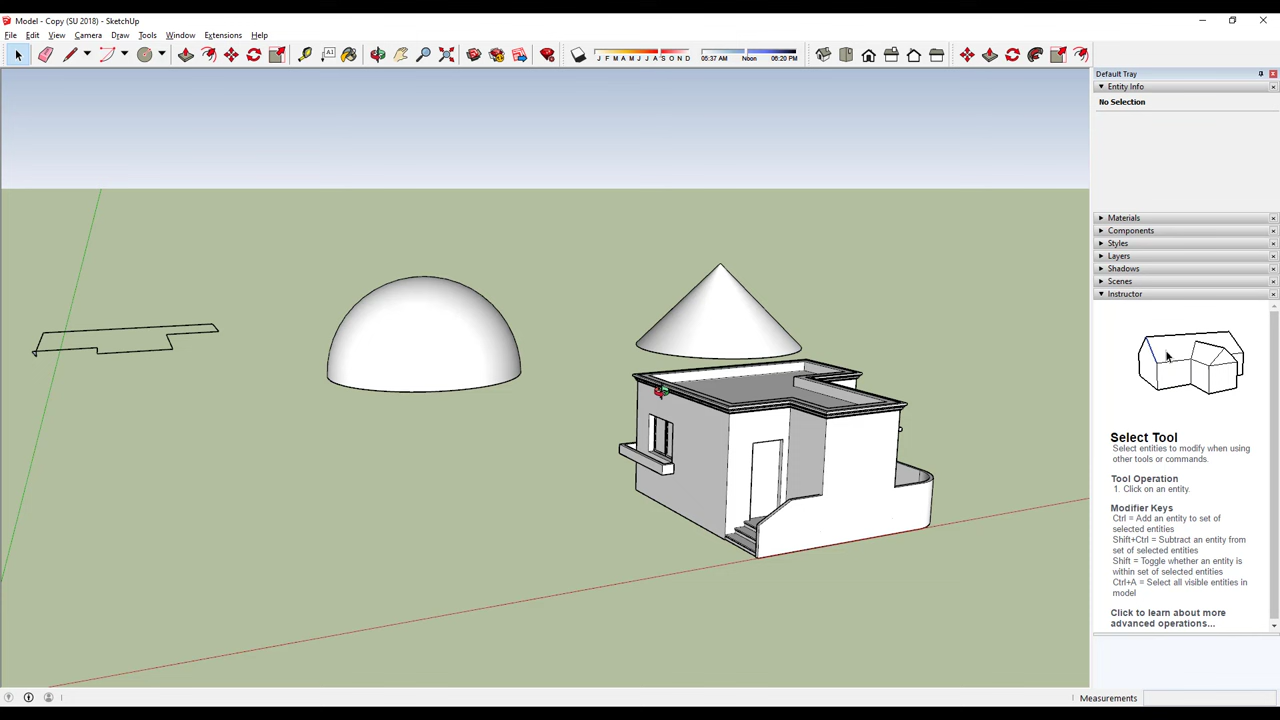 Model - Copy (SU 2018) - SketchUp
File Edit View Camera Draw Tools Window Extensions Help
J F M A M J J A S O N D
05:37 AM Noon 06:20 PM
Default Tray
Entity Info
No Selection
Materials
Components
Styles
Layers
Shadows
Scenes
Instructor
Select Tool
Select entities to modify when using
other tools or commands.
Tool Operation
1. Click on an entity.
Modifier Keys
Ctrl = Add an entity to set of
selected entities
Shift+Ctrl = Subtract an entity from
set of selected entities
Shift = Toggle whether an entity is
within set of selected entities
Ctrl+A = Select all visible entities in
model
Click to learn about more
advanced operations...
Measurements